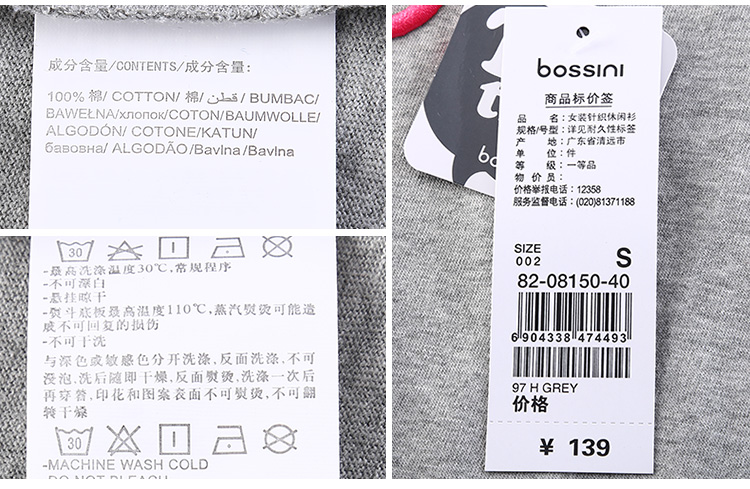 成分含量/CONTENTS/成分含量:
100% 棉/ COTTON/ 棉/ قطن/ BUMBAC/
BAWEŁNA/хлопок/COTON/BAUMWOLLE/
ALGODÓN/ COTONE/KATUN/
бавовна/ ALGODÃO/Bavlna/Bavlna
30
-最高洗涤温度30℃,常规程序
-不可漂白
-悬挂晾干
-熨斗底板最高温度110℃,蒸汽熨烫可能造
成不可回复的损伤
-不可干洗
与深色或敏感色分开洗涤,反面洗涤,不可
浸泡,洗后随即干燥,反面熨烫,洗涤一次后
再穿着,印花和图案表面不可熨烫,不可翻
转干燥
30
-MACHINE WASH COLD
-DO NOT BLEACH
bossini
商品标价签
品 名: 女装针织休闲衫
规格/号型: 详见耐久性标签
产 地: 广东省清远市
单 位: 件
等 级: 一等品
物 价 员:
价格举报电话: 12358
服务监督电话: (020)81371188
SIZE
002 S
82-08150-40
6 904338 474493
97 H GREY
价格
¥ 139